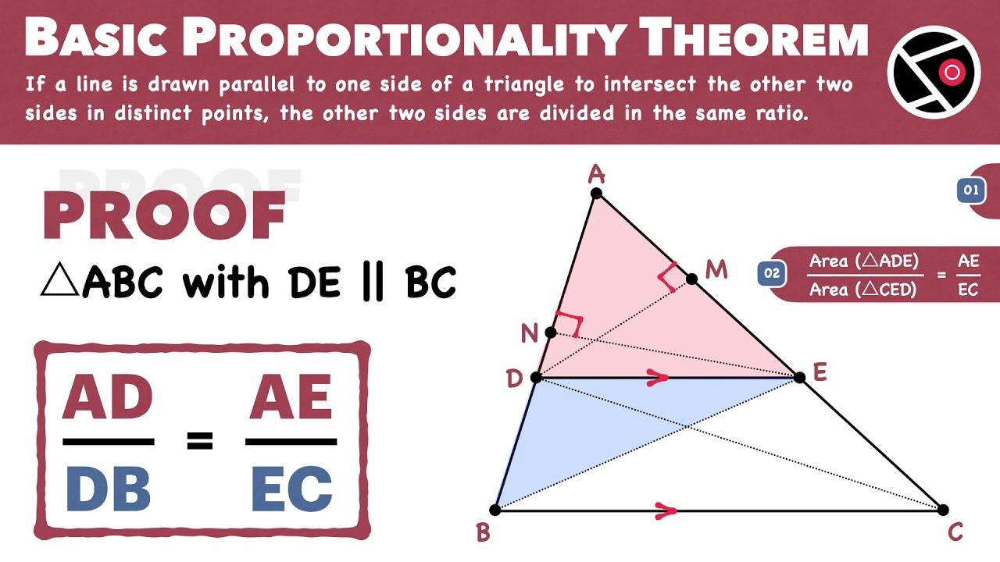 BASIC PROPORTIONALITY THEOREM
If a line is drawn parallel to one side of a triangle to intersect the other two
sides in distinct points, the other two sides are divided in the same ratio.
PROOF
PROOF
△ABC with DE || BC
AD
DB
=
AE
EC
A
M
N
D
E
B
C
01
02
Area (△ADE)
Area (△CED)
=
AE
EC